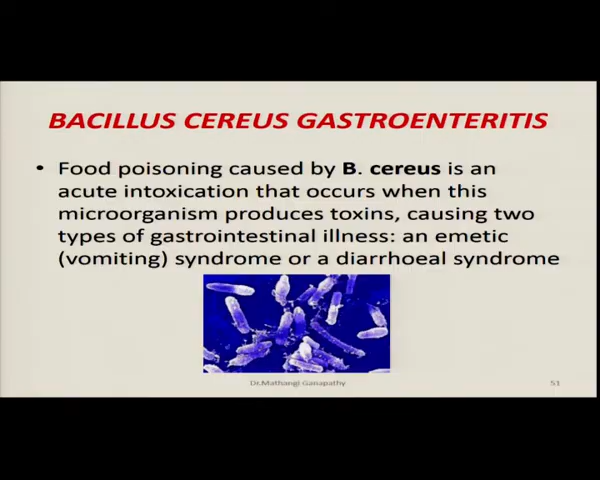 BACILLUS CEREUS GASTROENTERITIS
• Food poisoning caused by B. cereus is an
acute intoxication that occurs when this
microorganism produces toxins, causing two
types of gastrointestinal illness: an emetic
(vomiting) syndrome or a diarrhoeal syndrome
Dr.Mathangi Ganapathy
51